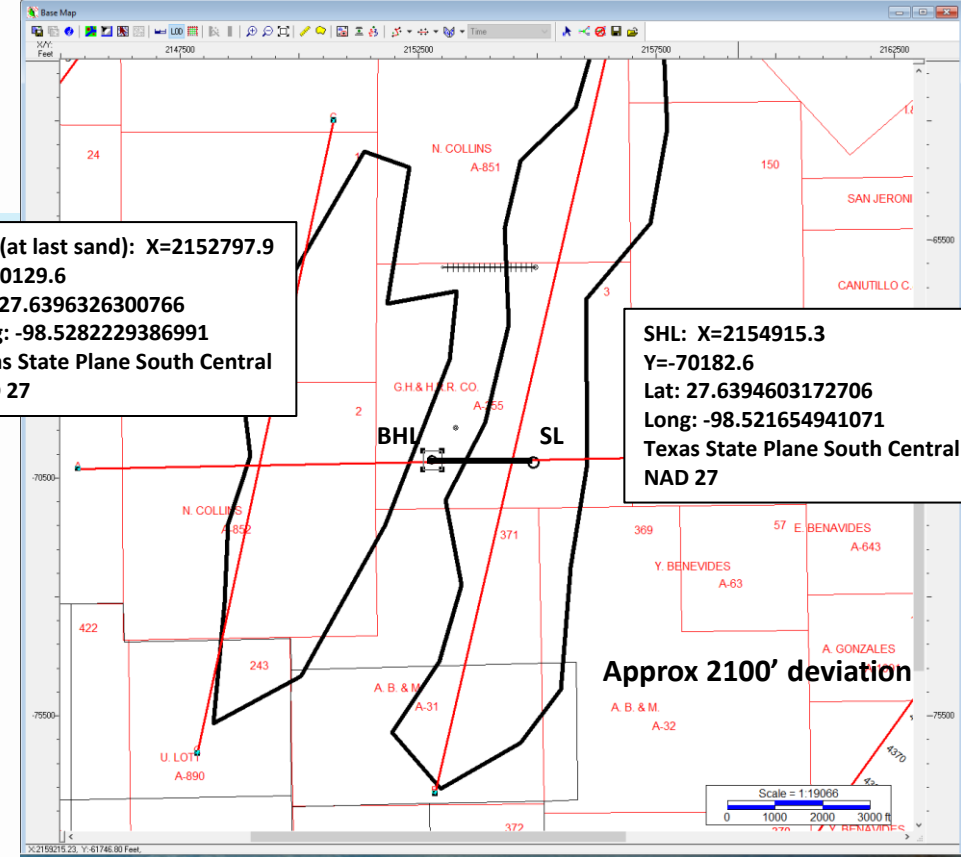 Base Map
Time
X/Y:
Feet
2147500
2152500
2157500
2162500
24
N. COLLINS
A-851
150
SAN JERONI
-65500
CANUTILLO C.
3
(at last sand): X=2152797.9
0129.6
27.6396326300766
: -98.5282229386991
as State Plane South Central
27
SHL: X=2154915.3
Y=-70182.6
Lat: 27.6394603172706
Long: -98.521654941071
Texas State Plane South Central
NAD 27
G.H.& H.R.R. CO.
2
BHL
SL
-70500-
N. COLLINS
A-852
371
369
57 E. BENAVIDES
A-643
Y. BENEVIDES
A-63
422
243
A. GONZALES
Approx 2100' deviation
A. B. & M.
A-31
A. B. & M.
A-32
-75500-
-75500
U. LOTT
A-890
4370
Scale = 1:19066
0 1000 2000 3000 ft
372
Y. BENAVIDES
X:2159215.23, Y:-61746.80 Feet,